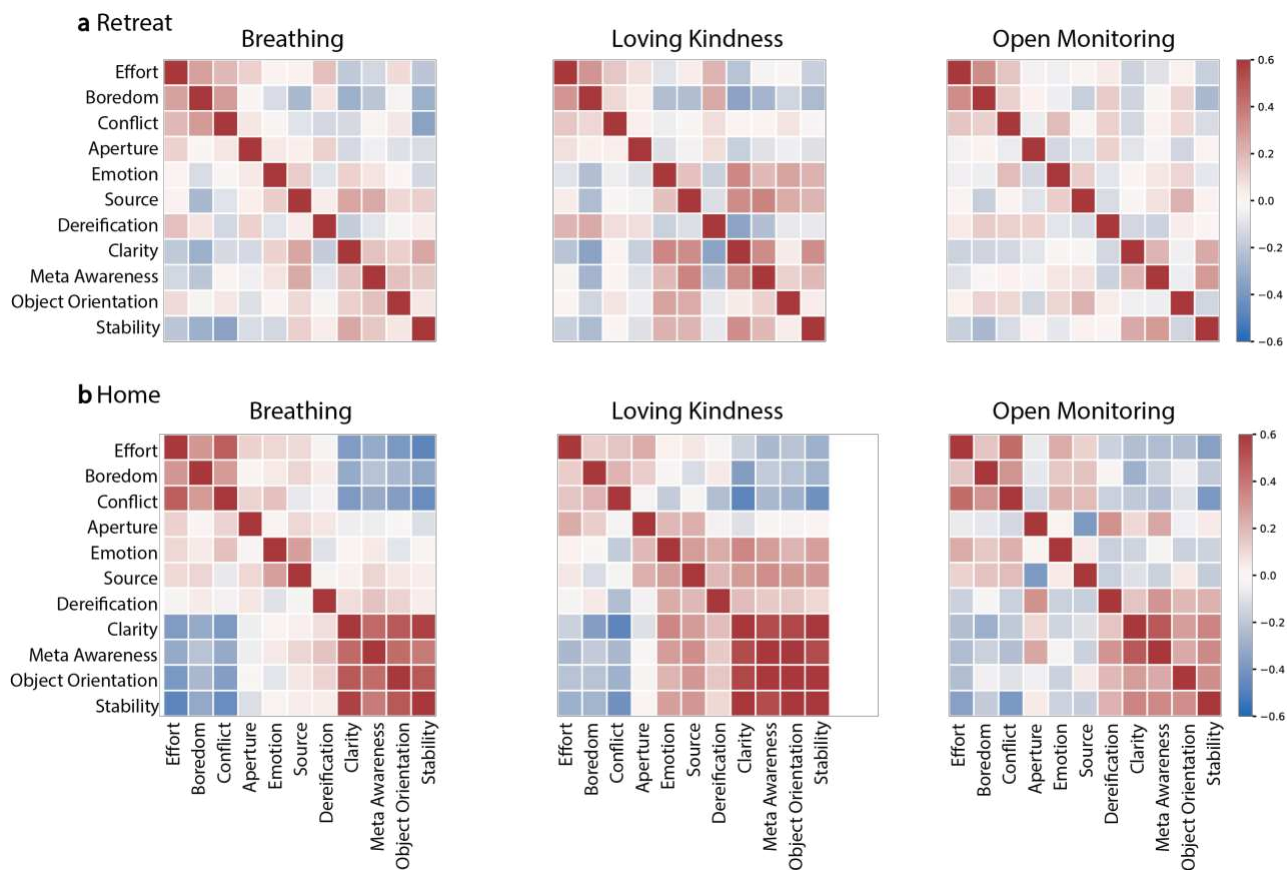 a Retreat
Breathing
Loving Kindness
Open Monitoring
Effort
Boredom
Conflict
Aperture
Emotion
Source
Dereification
Clarity
Meta Awareness
Object Orientation
Stability
0.6
0.4
0.2
0.0
−0.2
−0.4
−0.6
b Home
Breathing
Loving Kindness
Open Monitoring
Effort
Boredom
Conflict
Aperture
Emotion
Source
Dereification
Clarity
Meta Awareness
Object Orientation
Stability
0.6
0.4
0.2
0.0
−0.2
−0.4
−0.6
Effort
Boredom
Conflict
Aperture
Emotion
Source
Dereification
Clarity
Meta Awareness
Object Orientation
Stability
Effort
Boredom
Conflict
Aperture
Emotion
Source
Dereification
Clarity
Meta Awareness
Object Orientation
Stability
Effort
Boredom
Conflict
Aperture
Emotion
Source
Dereification
Clarity
Meta Awareness
Object Orientation
Stability